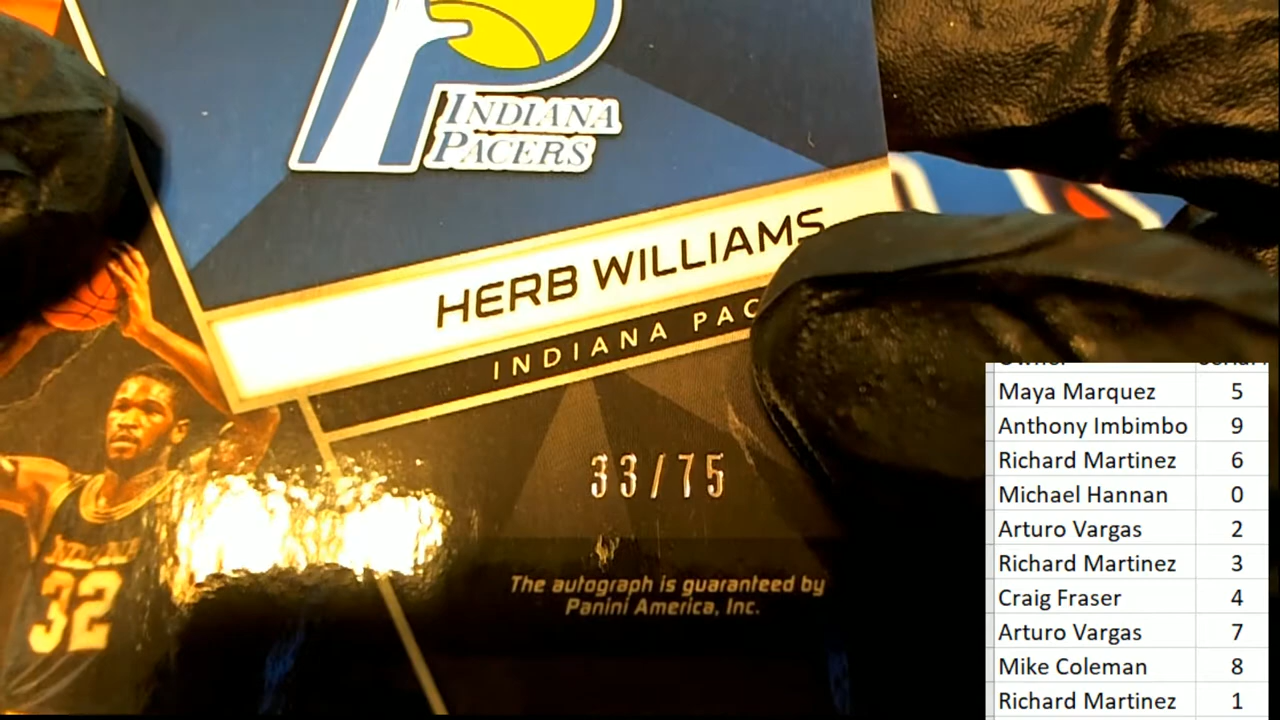 INDIANA
PACERS
HERB WILLIAMS
INDIANA PAC
33/75
The autograph is guaranteed by
Panini America, Inc.
INDIANA
32
Maya Marquez 5
Anthony Imbimbo 9
Richard Martinez 6
Michael Hannan 0
Arturo Vargas 2
Richard Martinez 3
Craig Fraser 4
Arturo Vargas 7
Mike Coleman 8
Richard Martinez 1